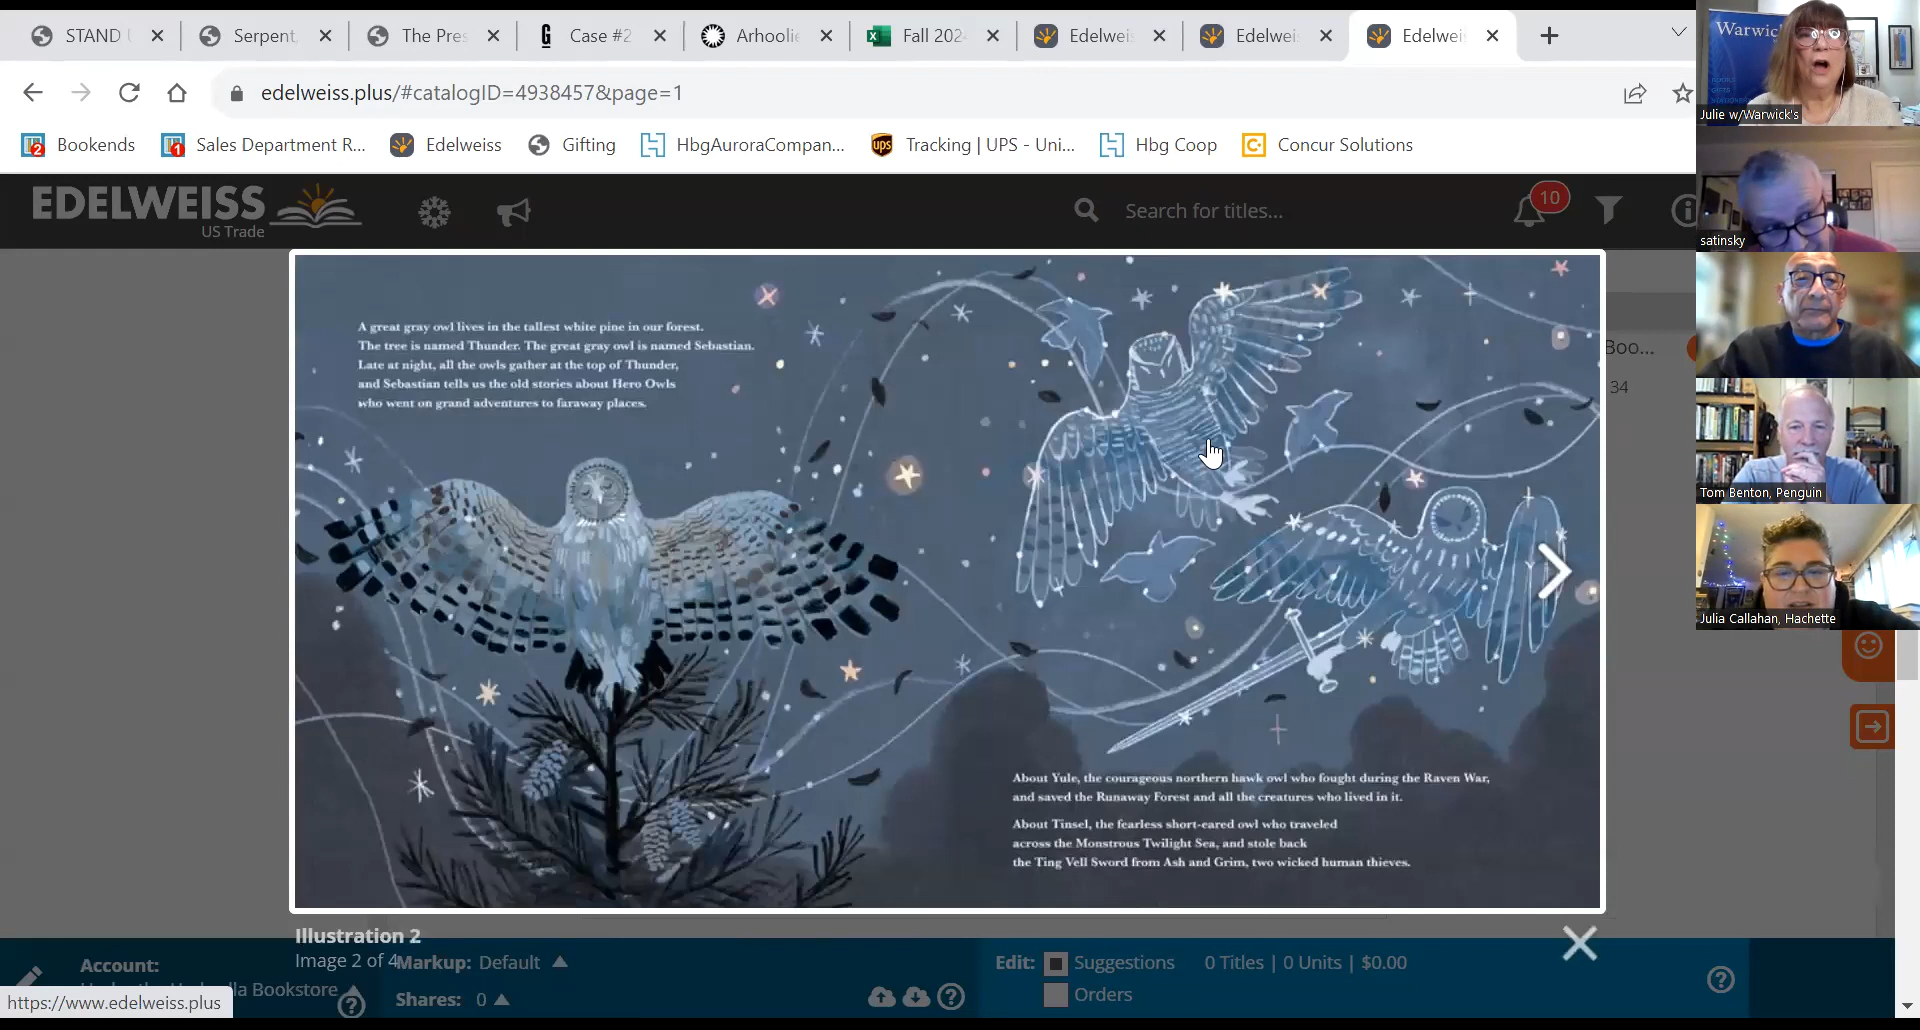 STAND
Serpent,
The Pres
Case #2
Arhoolie
Fall 202
Edelweis
Edelweis
Edelweis
edelweiss.plus/#catalogID=4938457&page=1
Bookends
Sales Department R...
Edelweiss
Gifting
HbgAuroraCompan...
Tracking | UPS - Uni...
Hbg Coop
Concur Solutions
EDELWEISS
US Trade
Search for titles...
10
Boo...
34
A great gray owl lives in the tallest white pine in our forest.
The tree is named Thunder. The great gray owl is named Sebastian.
Late at night, all the owls gather at the top of Thunder,
and Sebastian tells us the old stories about Hero Owls
who went on grand adventures to faraway places.
About Yule, the courageous northern hawk owl who fought during the Raven War,
and saved the Runaway Forest and all the creatures who lived in it.
About Tinsel, the fearless short-eared owl who traveled
across the Monstrous Twilight Sea, and stole back
the Ting Vell Sword from Ash and Grim, two wicked human thieves.
Illustration 2
Image 2 of 4
Account:
Bookstore
Markup: Default
Shares: 0
Edit: Suggestions
Orders
0 Titles | 0 Units | $0.00
https://www.edelweiss.plus
Warwick
Julie w/Warwick's
satinsky
Tom Benton, Penguin
Julia Callahan, Hachette